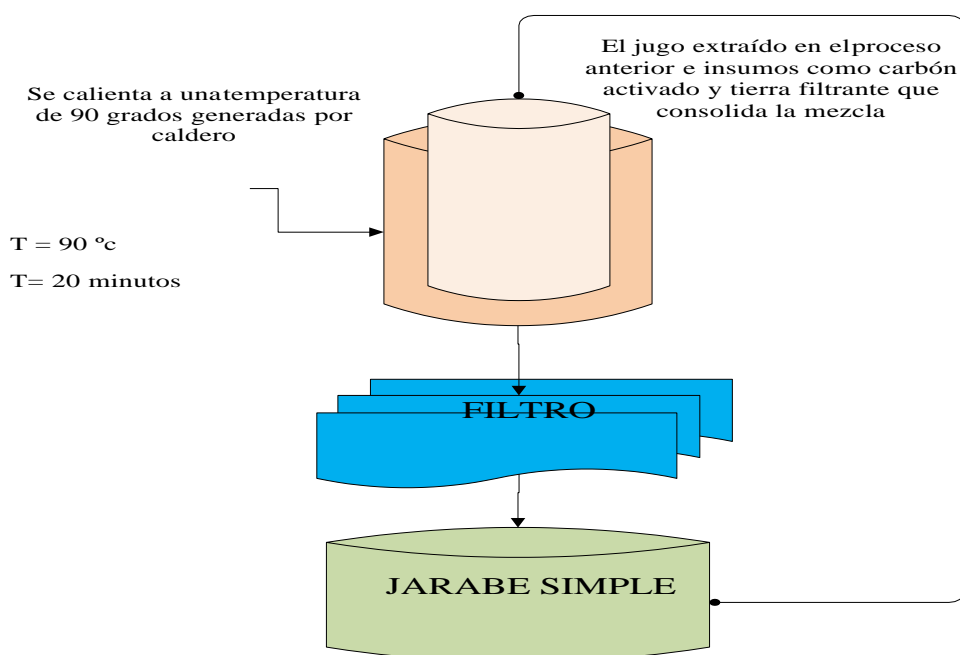 El jugo extraído en elproceso
anterior e insumos como carbón
activado y tierra filtrante que
consolida la mezcla
Se calienta a unatemperatura
de 90 grados generadas por
caldero
T = 90 ºc
T= 20 minutos
FILTRO
JARABE SIMPLE